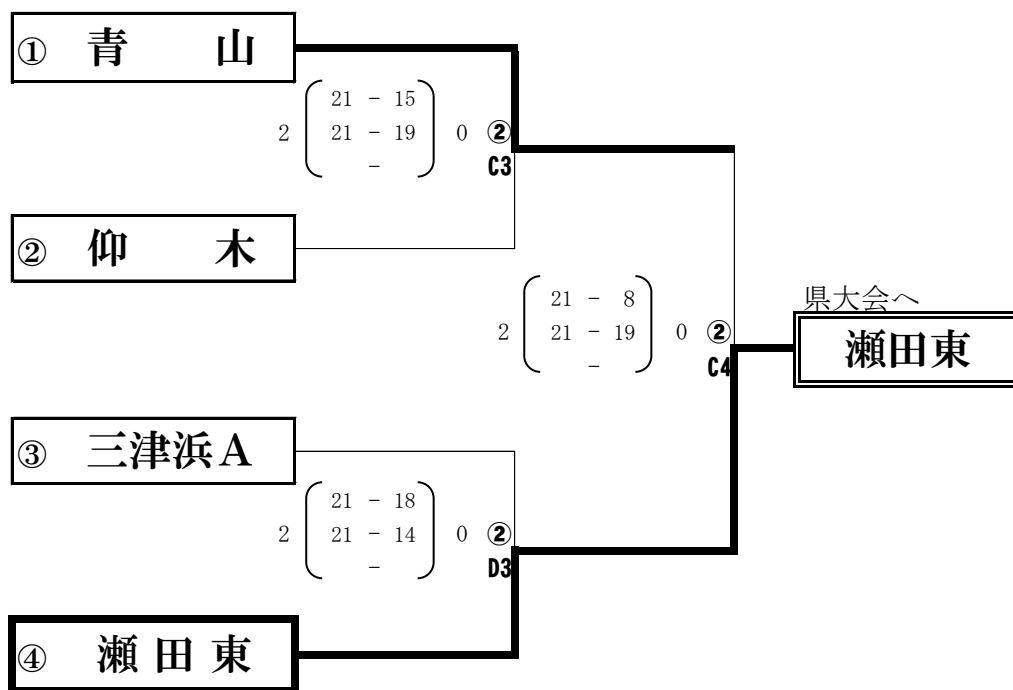 ① 青 山
21 - 15
2 21 - 19 0 ②
-
C3
② 仰 木
21 - 8
2 21 - 19 0 ②
-
C4
県大会へ
瀬田東
③ 三津浜A
21 - 18
2 21 - 14 0 ②
-
D3
④ 瀬 田 東